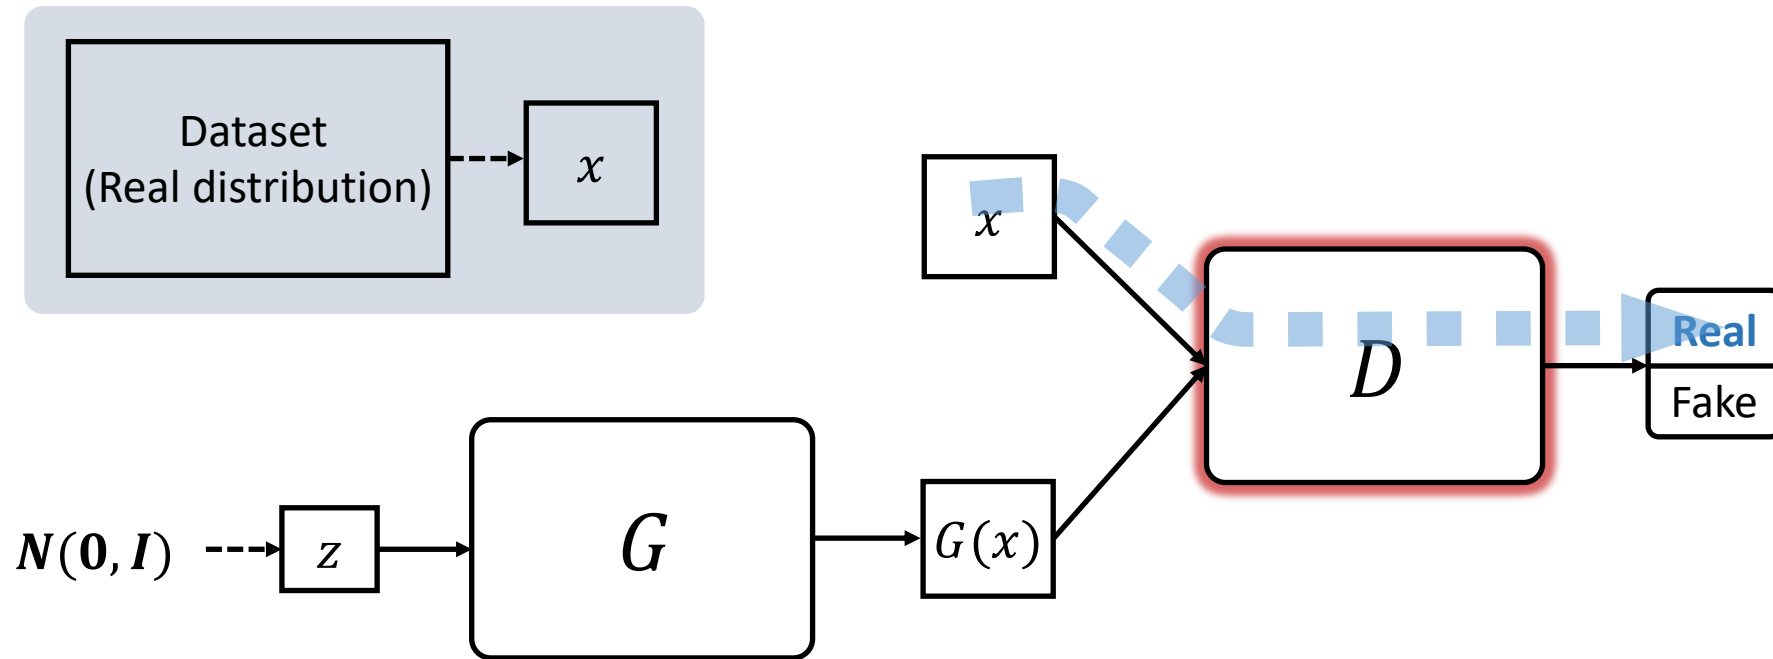 Dataset
(Real distribution)
x
x
D
Real
Fake
N(0, I)
z
G
G(x)